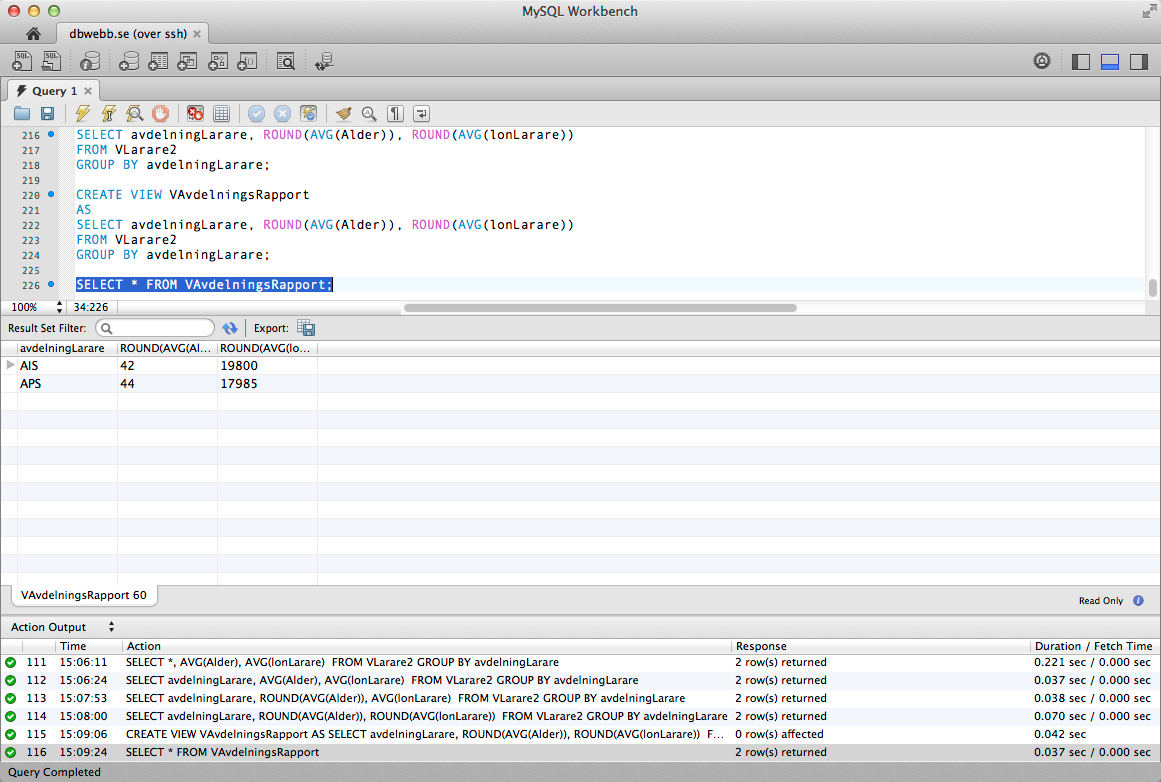 MySQL Workbench
dbwebb.se (over ssh)
Query 1
216 SELECT avdelningLarare, ROUND(AVG(Alder)), ROUND(AVG(lonLarare))
217 FROM VLarare2
218 GROUP BY avdelningLarare;
219
220 CREATE VIEW VAvdelningsRapport
221 AS
222 SELECT avdelningLarare, ROUND(AVG(Alder)), ROUND(AVG(lonLarare))
223 FROM VLarare2
224 GROUP BY avdelningLarare;
225
226 SELECT * FROM VAvdelningsRapport;
100% 34:226
Result Set Filter: Export:
avdelningLarare ROUND(AVG(Al... ROUND(AVG(lo...
AIS 42 19800
APS 44 17985
VAvdelningsRapport 60
Read Only
Action Output
Time Action Response Duration / Fetch Time
111 15:06:11 SELECT *, AVG(Alder), AVG(lonLarare) FROM VLarare2 GROUP BY avdelningLarare 2 row(s) returned 0.221 sec / 0.000 sec
112 15:06:24 SELECT avdelningLarare, AVG(Alder), AVG(lonLarare) FROM VLarare2 GROUP BY avdelningLarare 2 row(s) returned 0.037 sec / 0.000 sec
113 15:07:53 SELECT avdelningLarare, ROUND(AVG(Alder)), AVG(lonLarare) FROM VLarare2 GROUP BY avdelningLarare 2 row(s) returned 0.038 sec / 0.000 sec
114 15:08:00 SELECT avdelningLarare, ROUND(AVG(Alder)), ROUND(AVG(lonLarare)) FROM VLarare2 GROUP BY avdelningLarare 2 row(s) returned 0.070 sec / 0.000 sec
115 15:09:06 CREATE VIEW VAvdelningsRapport AS SELECT avdelningLarare, ROUND(AVG(Alder)), ROUND(AVG(lonLarare)) F... 0 row(s) affected 0.042 sec
116 15:09:24 SELECT * FROM VAvdelningsRapport 2 row(s) returned 0.037 sec / 0.000 sec
Query Completed